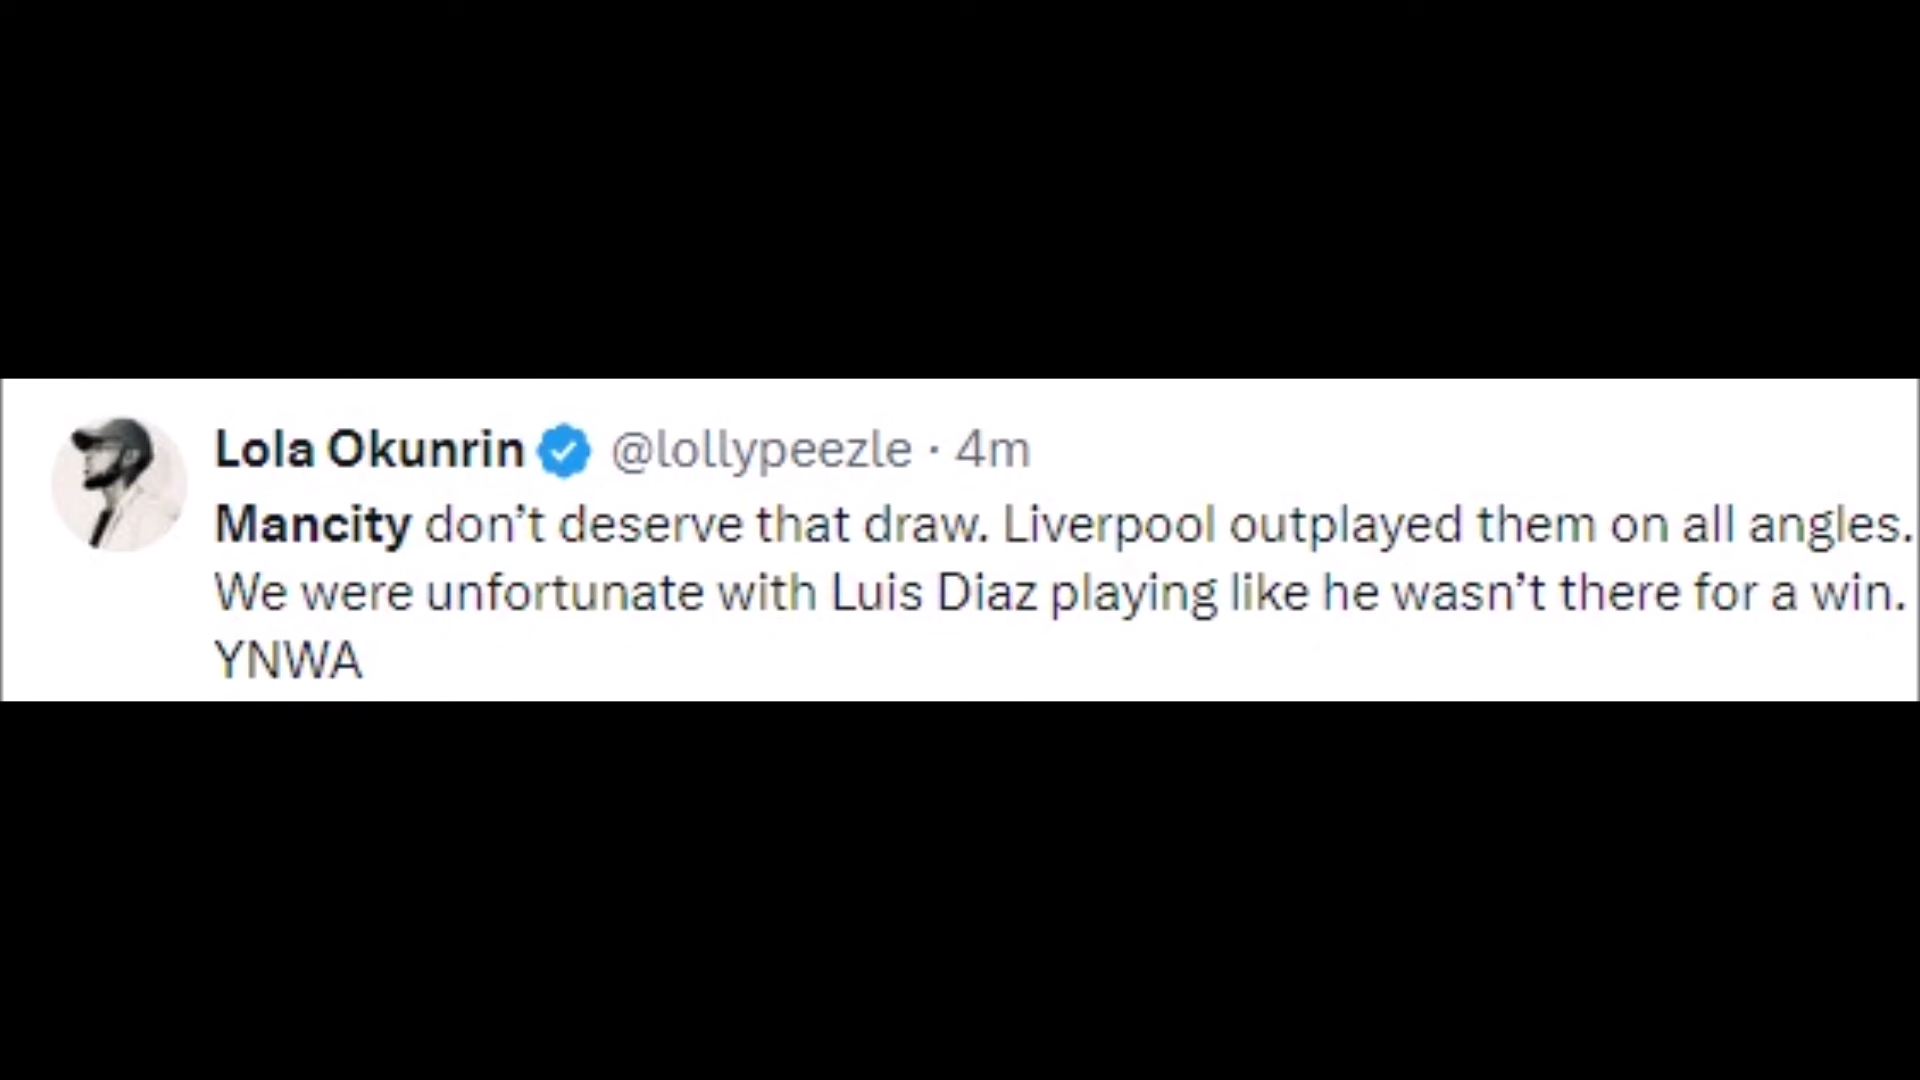 Lola Okunrin @lollypeezle · 4m
Mancity don’t deserve that draw. Liverpool outplayed them on all angles.
We were unfortunate with Luis Diaz playing like he wasn’t there for a win.
YNWA